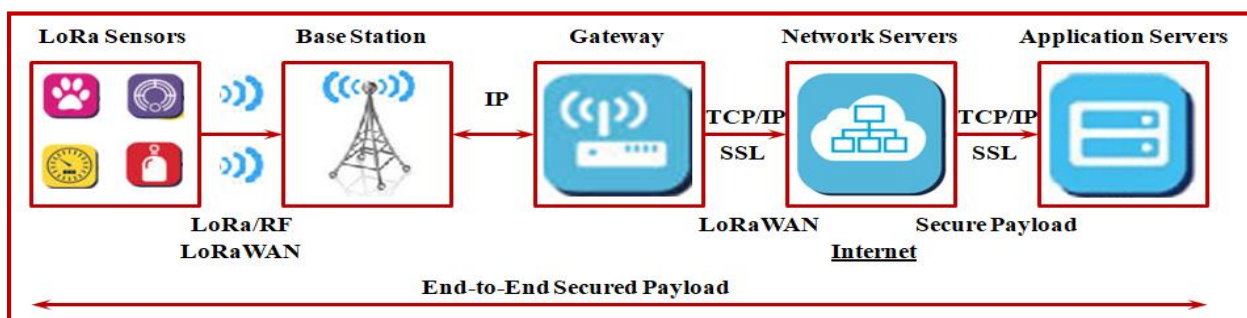 LoRa Sensors
Base Station
Gateway
Network Servers
Application Servers
IP
TCP/IP
SSL
TCP/IP
SSL
LoRa/RF
LoRaWAN
LoRaWAN
Secure Payload
Internet
End-to-End Secured Payload